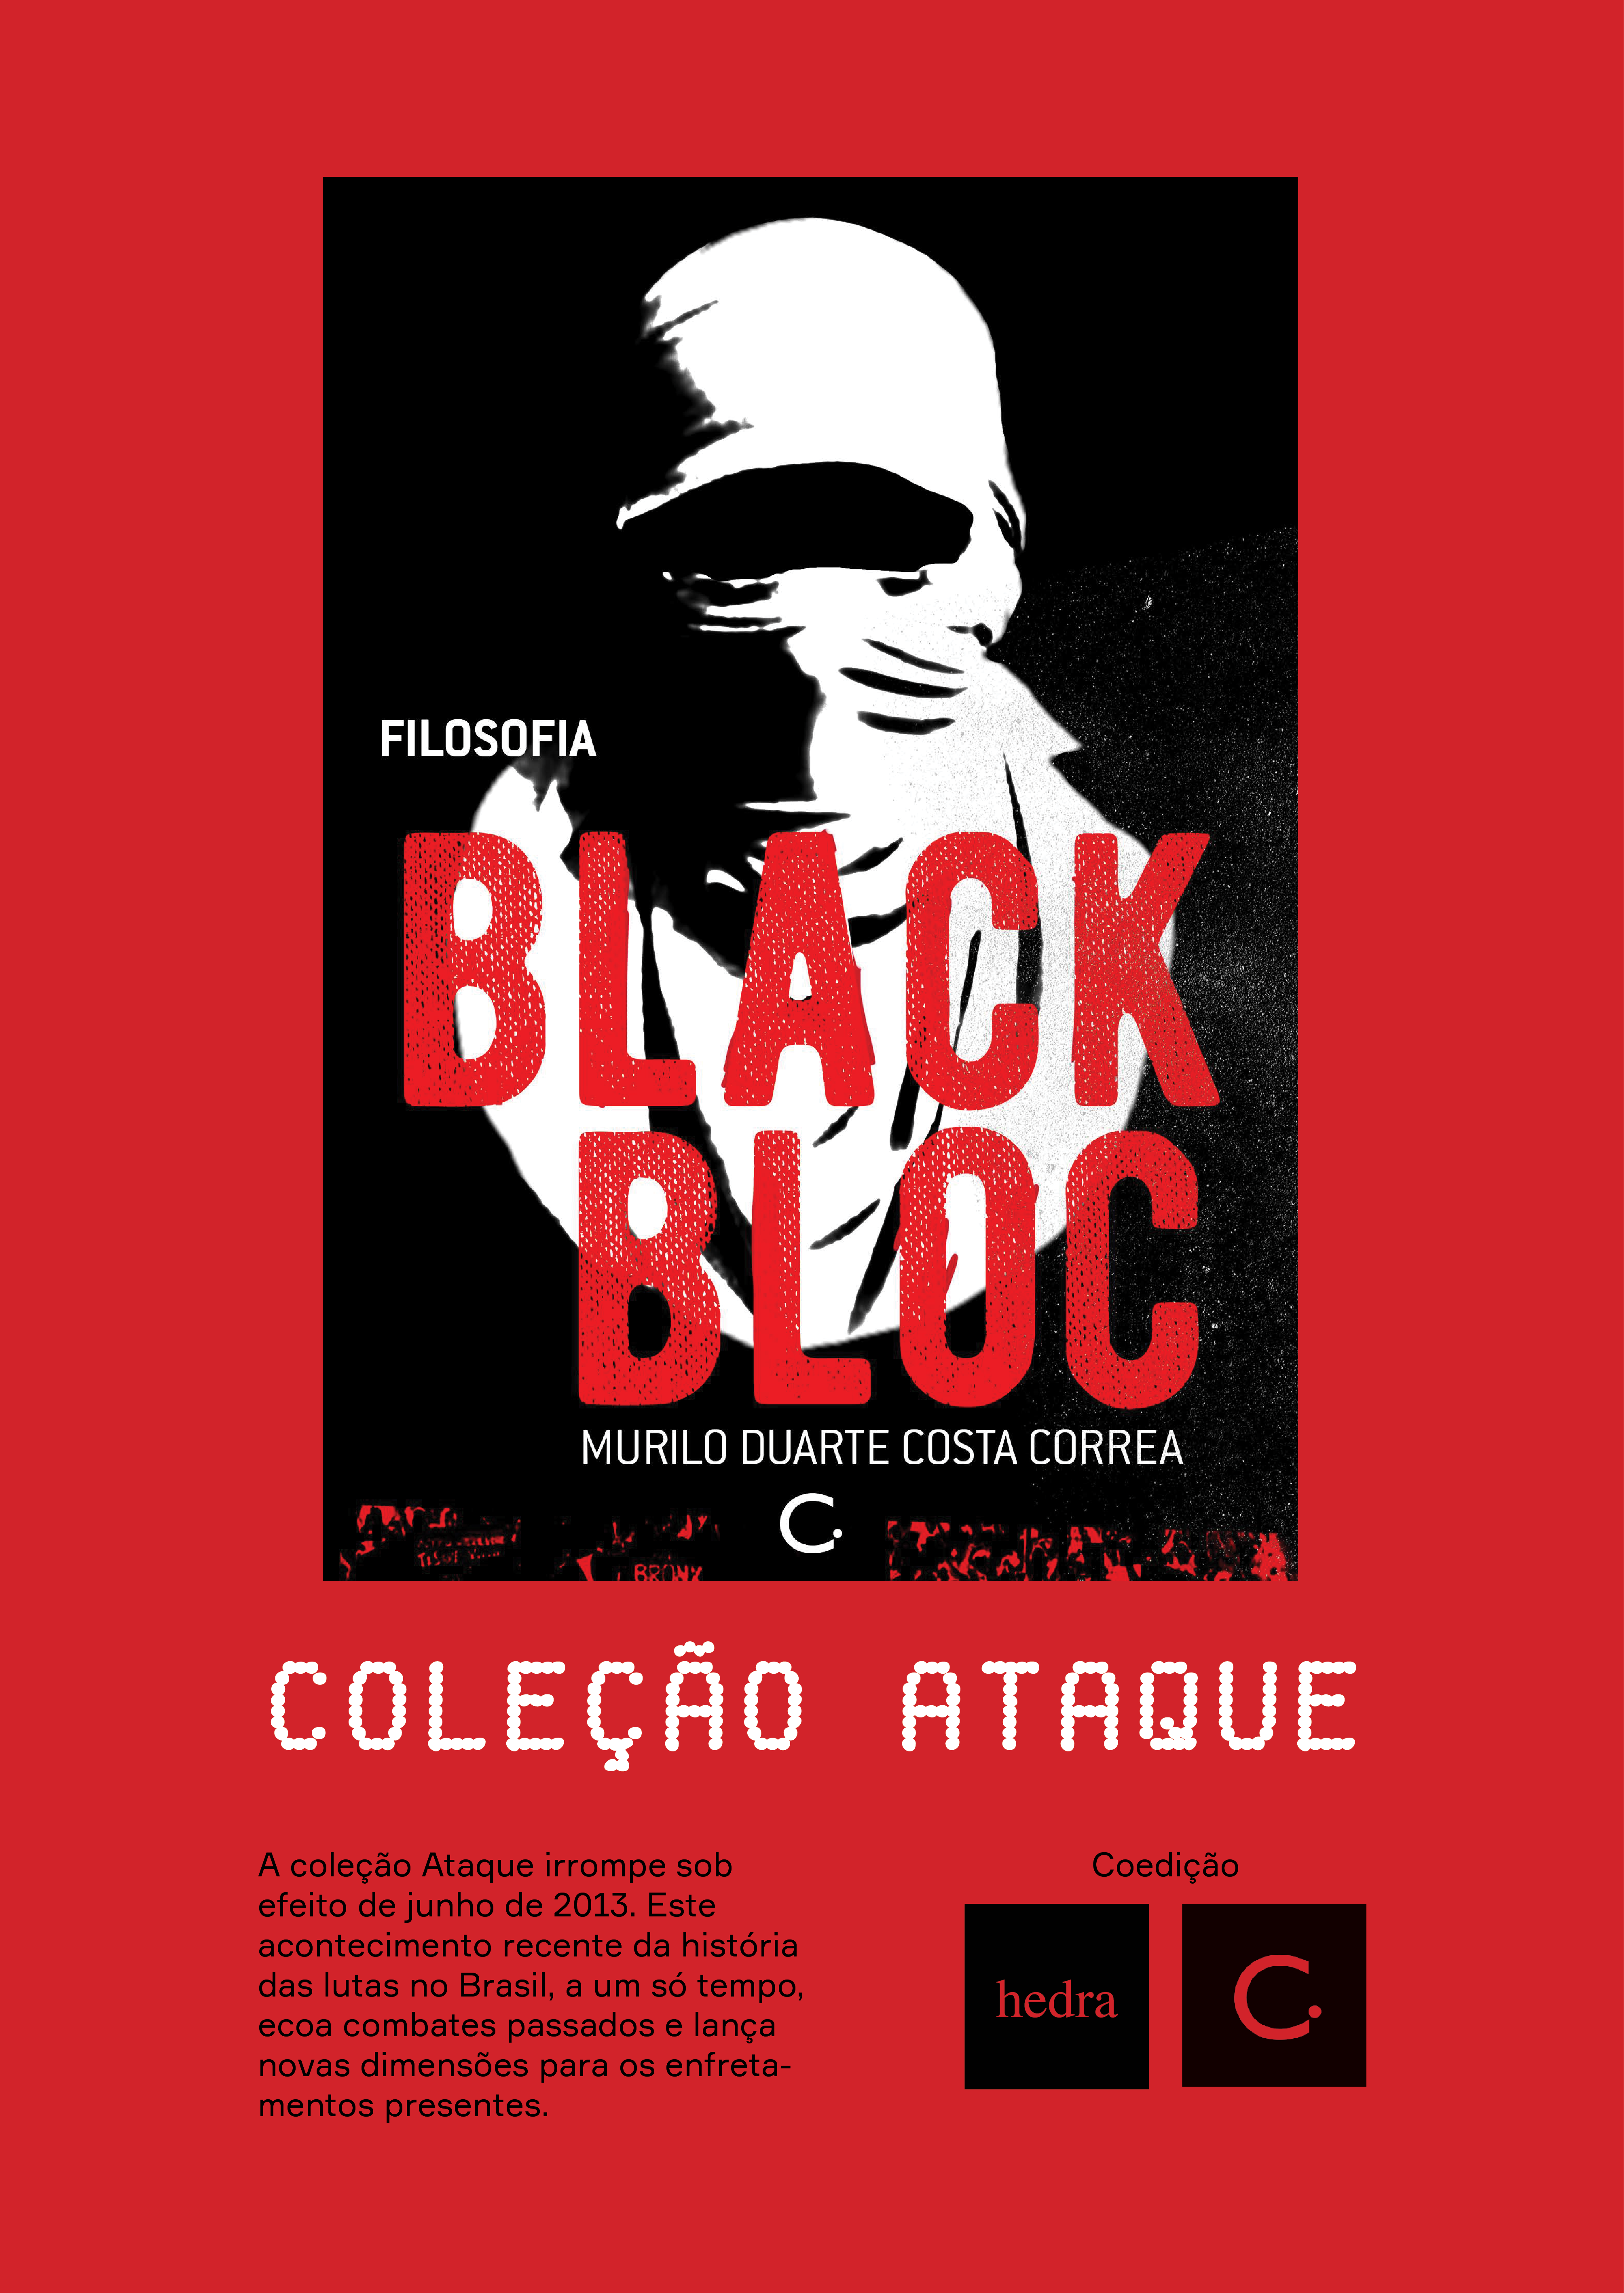 FILOSOFIA
BLACK
BLOC
MURILO DUARTE COSTA CORREA
C.
BRONX
COLEÇÃO ATAQUE
A coleção Ataque irrompe sob
efeito de junho de 2013. Este
acontecimento recente da história
das lutas no Brasil, a um só tempo,
ecoa combates passados e lança
novas dimensões para os enfreta-
mentos presentes.
Coedição
hedra
C.